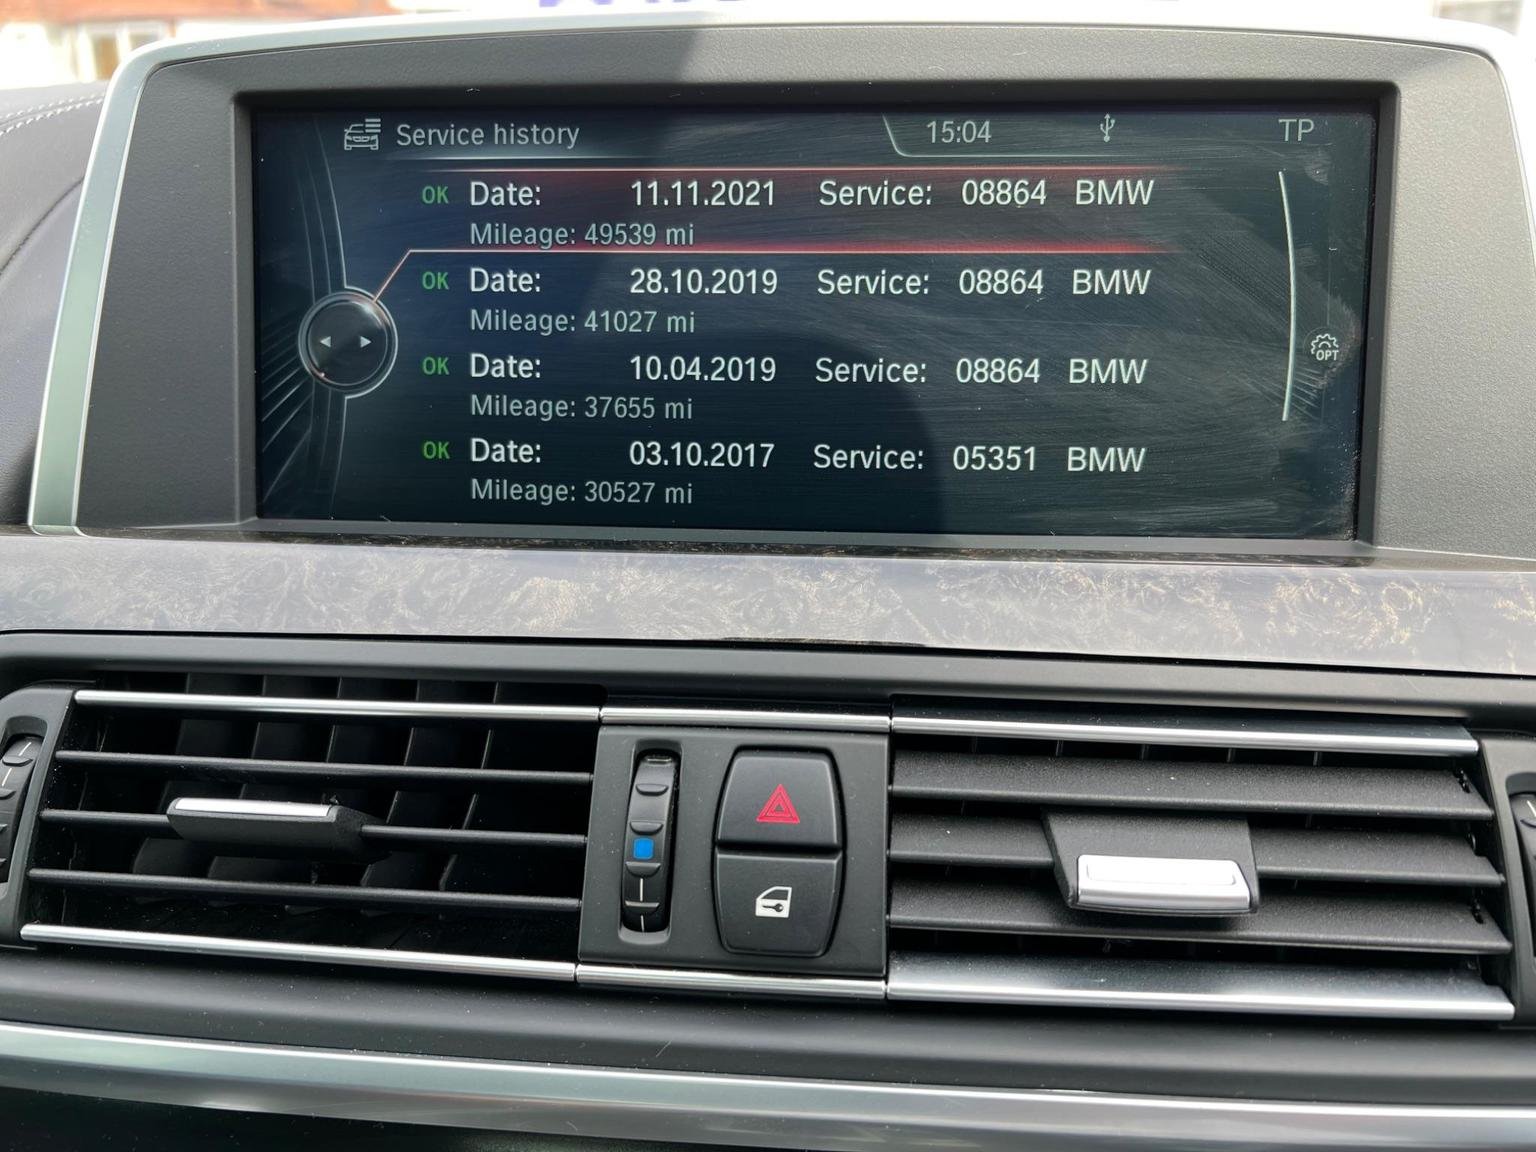 Service history 15:04 TP
OK Date: 11.11.2021 Service: 08864 BMW
Mileage: 49539 mi
OK Date: 28.10.2019 Service: 08864 BMW
Mileage: 41027 mi
OK Date: 10.04.2019 Service: 08864 BMW
Mileage: 37655 mi
OPT
OK Date: 03.10.2017 Service: 05351 BMW
Mileage: 30527 mi